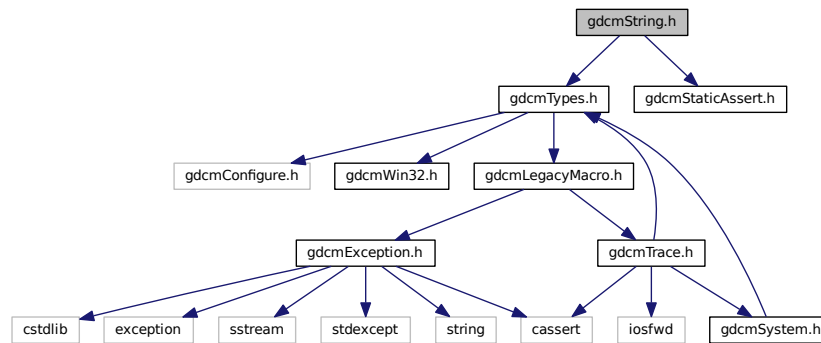 gdcmString.h
gdcmTypes.h
gdcmStaticAssert.h
gdcmConfigure.h
gdcmWin32.h
gdcmLegacyMacro.h
gdcmException.h
gdcmTrace.h
cstdlib
exception
sstream
stdexcept
string
cassert
iosfwd
gdcmSystem.h